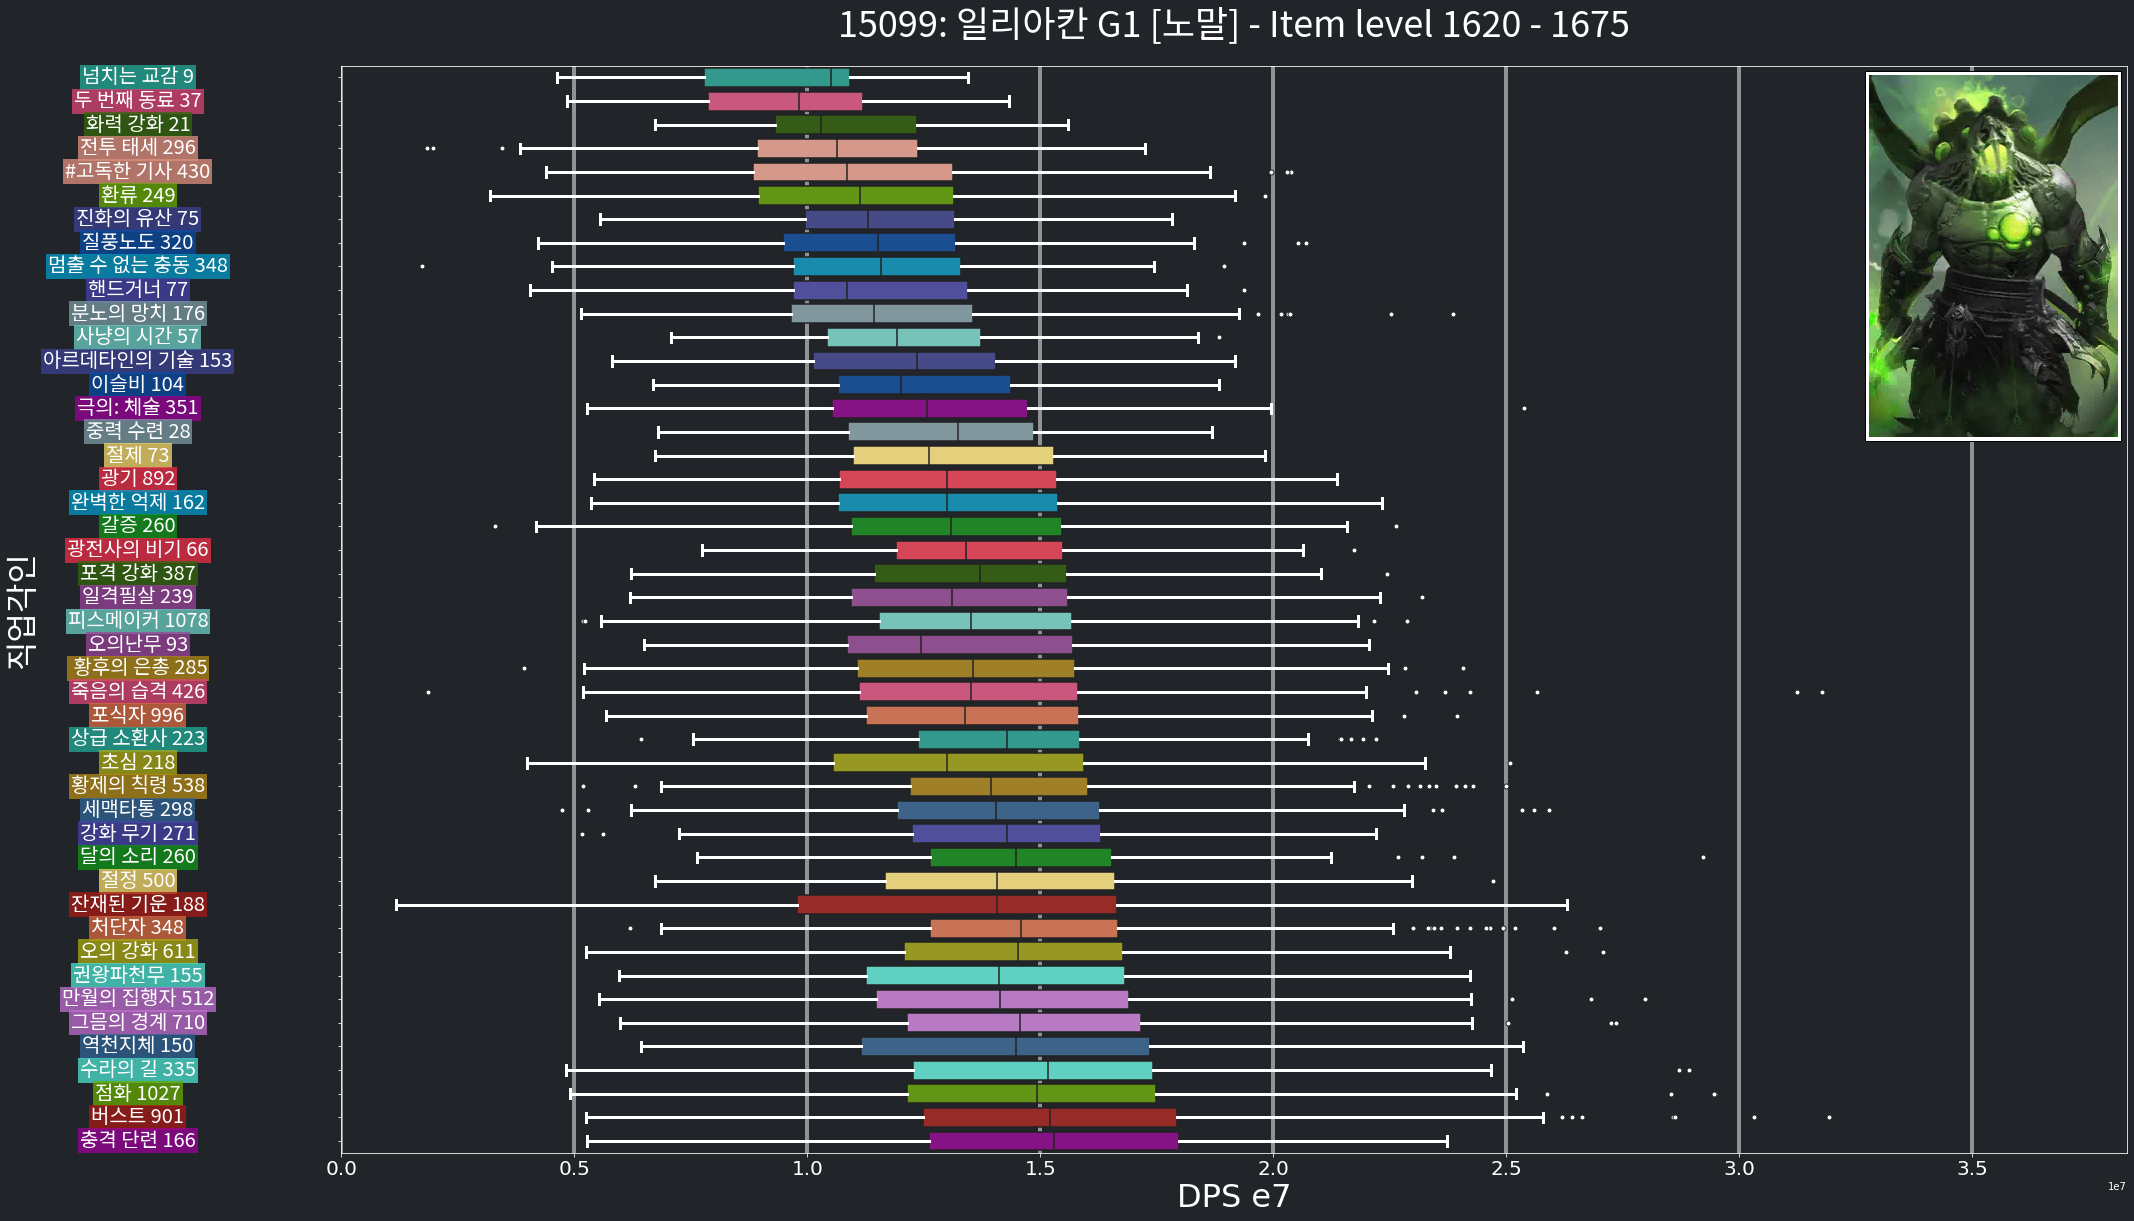 15099: 일리아칸 G1 [노말] - Item level 1620 - 1675
넘치는 교감 9
두 번째 동료 37
화력 강화 21
전투 태세 296
#고독한 기사 430
환류 249
진화의 유산 75
질풍노도 320
멈출 수 없는 충동 348
핸드거너 77
분노의 망치 176
사냥의 시간 57
아르데타인의 기술 153
이슬비 104
극의: 체술 351
중력 수련 28
절제 73
광기 892
완벽한 억제 162
갈증 260
광전사의 비기 66
포격 강화 387
일격필살 239
피스메이커 1078
오의난무 93
황후의 은총 285
죽음의 습격 426
포식자 996
상급 소환사 223
초심 218
황제의 칙령 538
세맥타통 298
강화 무기 271
달의 소리 260
절정 500
잔재된 기운 188
처단자 348
오의 강화 611
권왕파천무 155
만월의 집행자 512
그믐의 경계 710
역천지체 150
수라의 길 335
점화 1027
버스트 901
충격 단련 166
직업각인
0.0 0.5 1.0 1.5 2.0 2.5 3.0 3.5
1e7
DPS e7